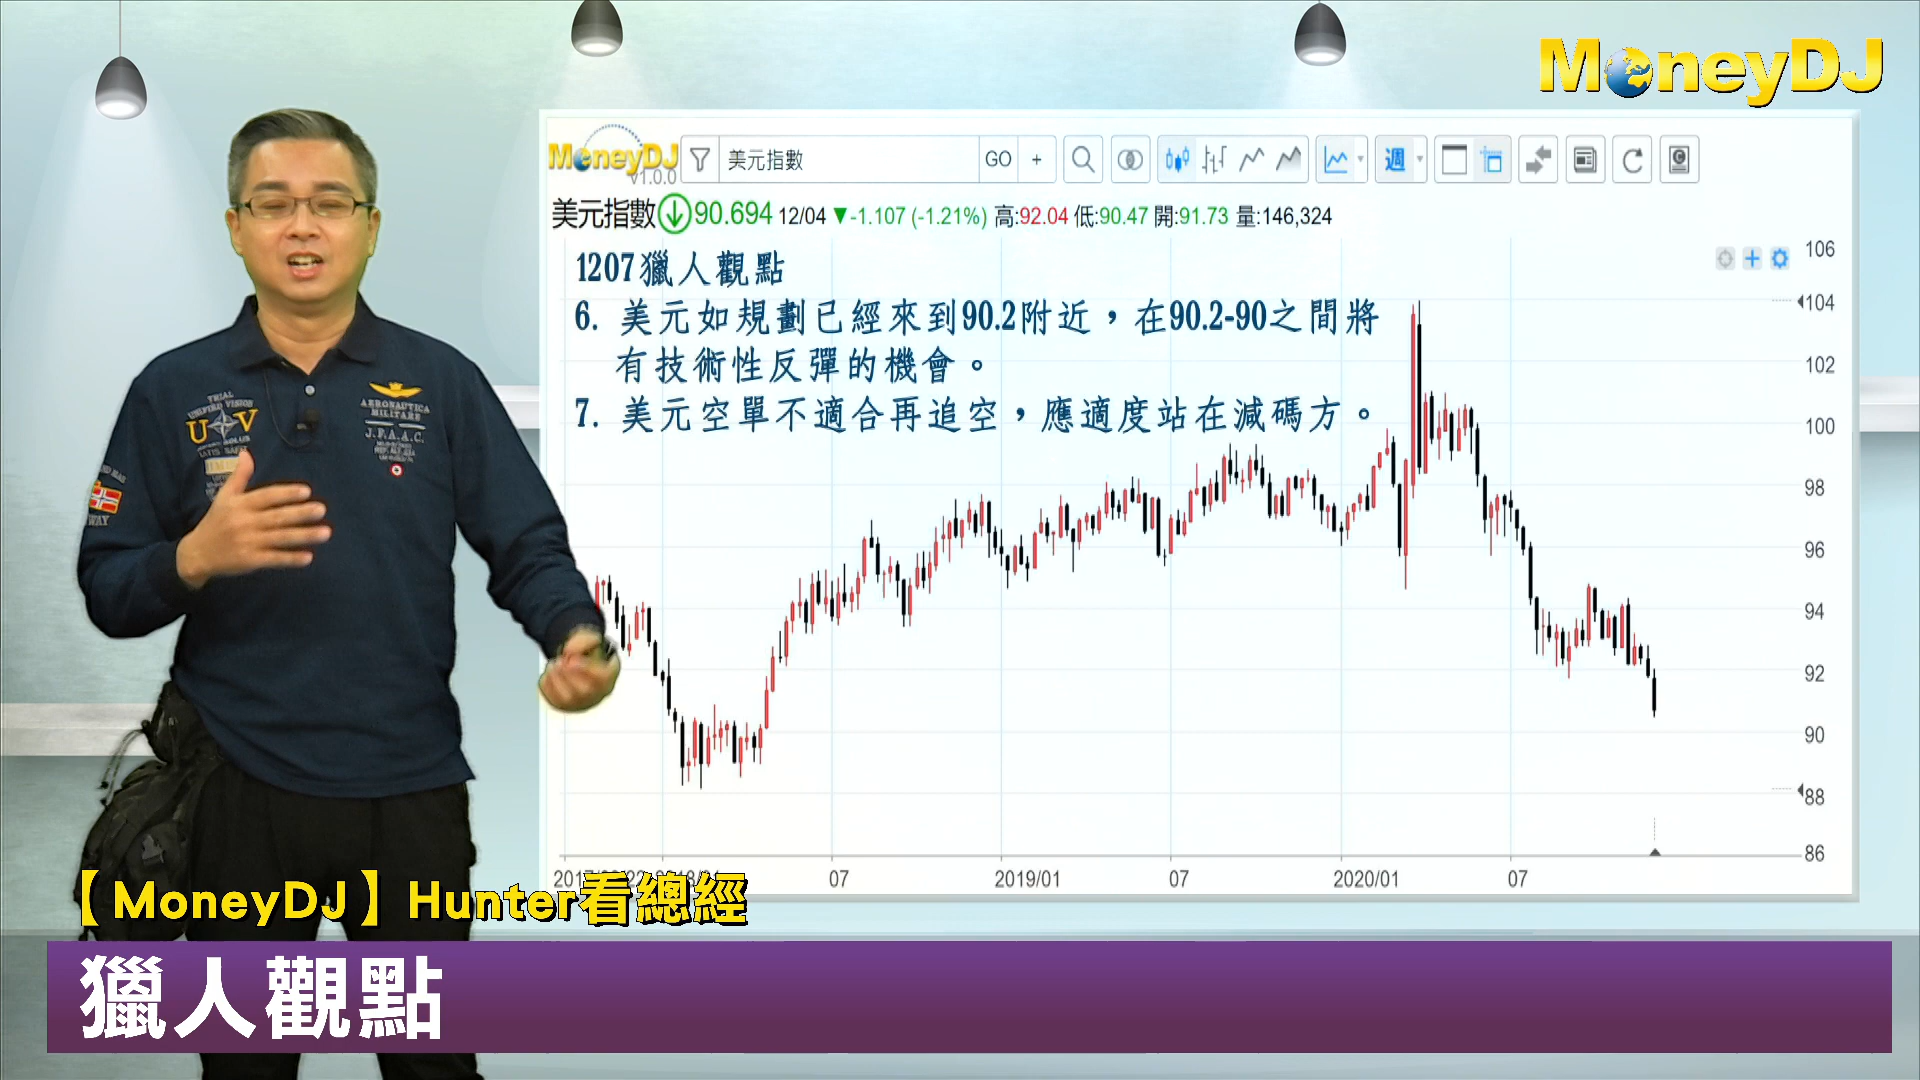 MoneyDJ
MoneyDJ
V1.0.0
美元指數
GO
+
週
美元指數 90.694 12/04 ▼-1.107 (-1.21%) 高:92.04 低:90.47 開:91.73 量:146,324
1207獵人觀點
6. 美元如規劃已經來到90.2附近，在90.2-90之間將
有技術性反彈的機會。
7. 美元空單不適合再追空，應適度站在減碼方。
106
104
102
100
98
96
94
92
90
88
86
07
2019/01
07
2020/01
07
TRIAL
UNIFIED VISION
U V
AERONAUTICA
MILITARE
J.F.A.A.C.
WAY
【MoneyDJ】Hunter看總經
獵人觀點